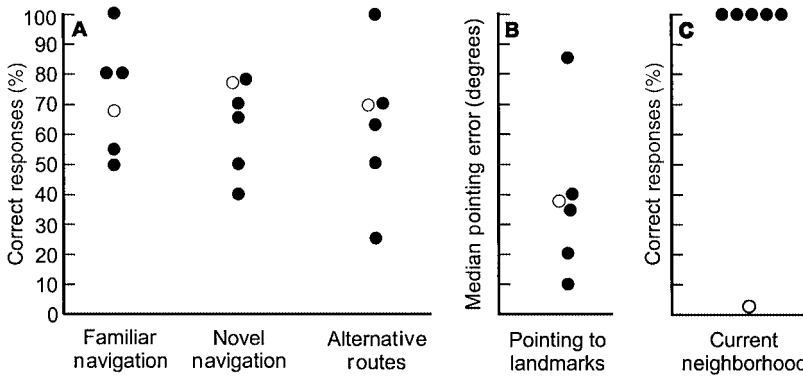 A
B
C
Correct responses (%)
100
90
80
70
60
50
40
30
20
10
0
Familiar
navigation
Novel
navigation
Alternative
routes
Median pointing error (degrees)
Pointing to
landmarks
Correct responses (%)
Current
neighborhood